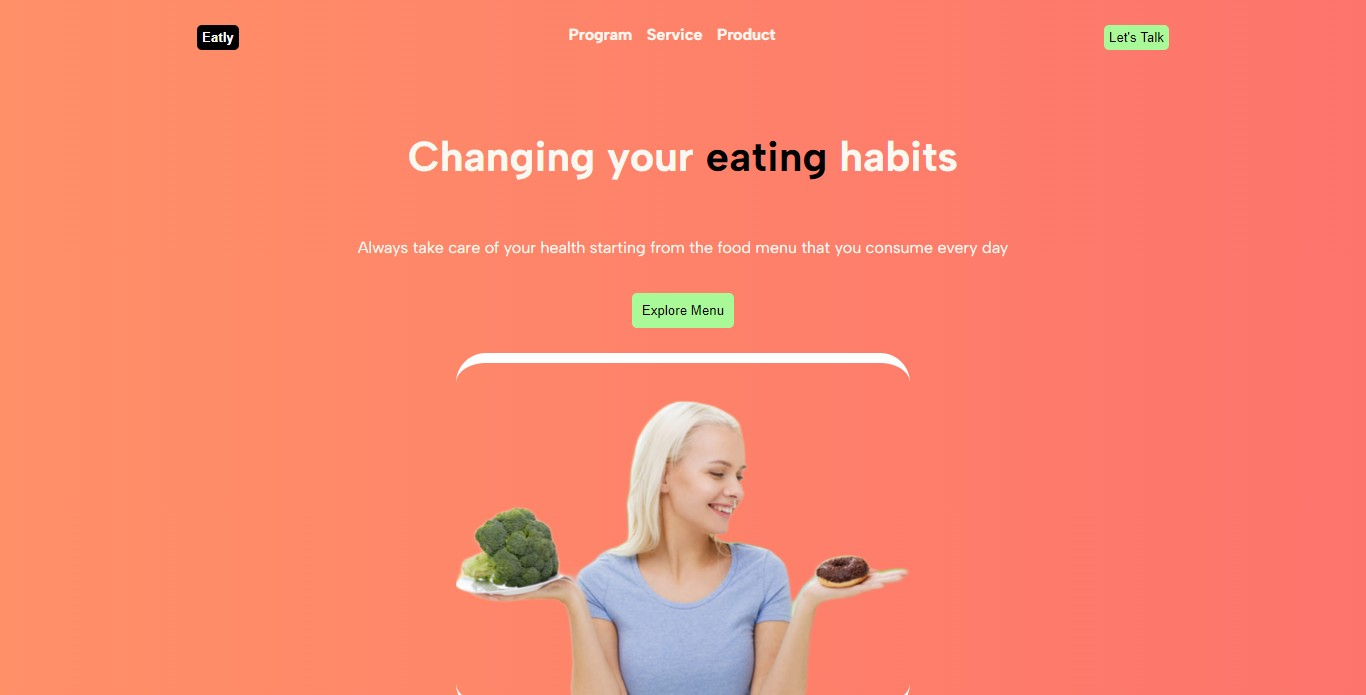 Eatly
Program Service Product
Let's Talk
Changing your eating habits
Always take care of your health starting from the food menu that you consume every day
Explore Menu